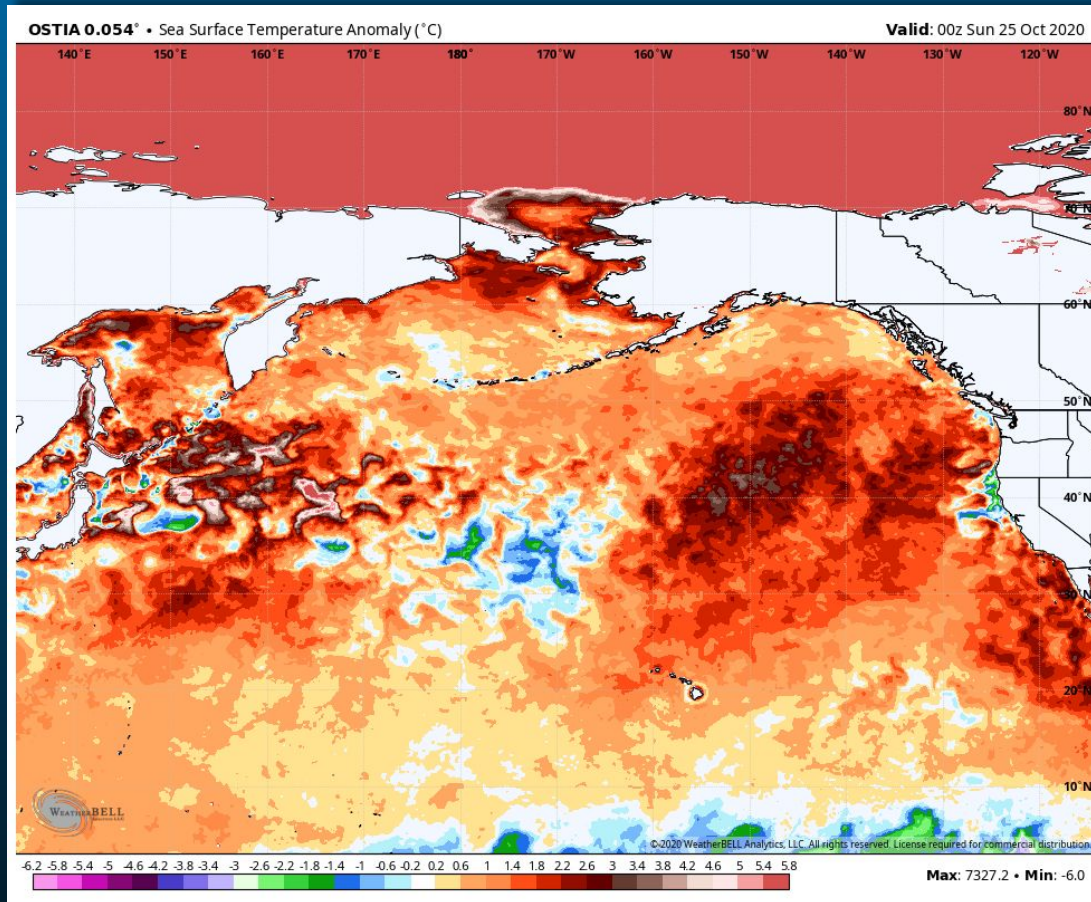 OSTIA 0.054° • Sea Surface Temperature Anomaly (°C)
Valid: 00z Sun 25 Oct 2020
140°E 150°E 160°E 170°E 180° 170°W 160°W 150°W 140°W 130°W 120°W
80°N
70°N
60°N
50°N
40°N
30°N
20°N
10°N
WEATHERBELL
©2020 WeatherBELL Analytics, LLC. All rights reserved. License required for commercial distribution.
-6.2 -5.8 -5.4 -5 -4.6 -4.2 -3.8 -3.4 -3 -2.6 -2.2 -1.8 -1.4 -1 -0.6 -0.2 0.2 0.6 1 1.4 1.8 2.2 2.6 3 3.4 3.8 4.2 4.6 5 5.4 5.8
Max: 7327.2 • Min: -6.0